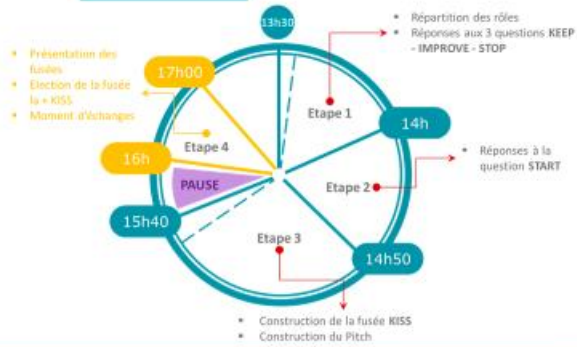 13h30
Répartition des rôles
Réponses aux 3 questions KEEP
- IMPROVE - STOP
Etape 1
14h
Réponses à la
question START
Etape 2
14h50
Etape 3
Construction de la fusée KISS
Construction du Pitch
15h40
PAUSE
16h
Etape 4
17h00
Présentation des
fusées
Election de la fusée
la + KISS
Moment d'échanges